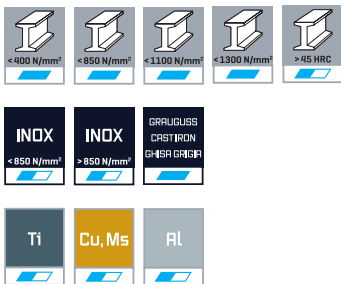 <400 N/mm² <850 N/mm² <1100 N/mm² <1300 N/mm² >45 HRC
INOX INOX GRAUGUSS
CAST IRON
GHISA GRIGIA
<850 N/mm² >850 N/mm²
Ti Cu, Ms Al